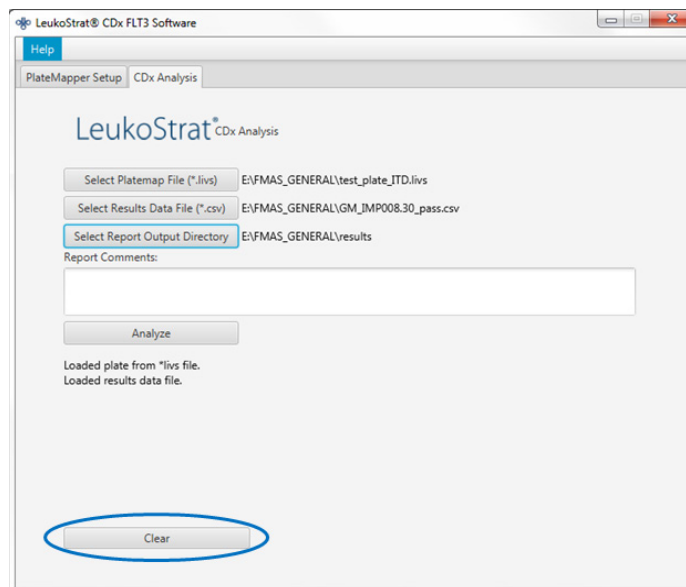 LeukoStrat® CDx FLT3 Software
Help
PlateMapper Setup CDx Analysis
LeukoStrat® CDx Analysis
Select Platemap File (*.livs) E:\FMAS_GENERAL\test_plate_ITD.livs
Select Results Data File (*.csv) E:\FMAS_GENERAL\GM_IMP008.30_pass.csv
Select Report Output Directory E:\FMAS_GENERAL\results
Report Comments:
Analyze
Loaded plate from *livs file.
Loaded results data file.
Clear